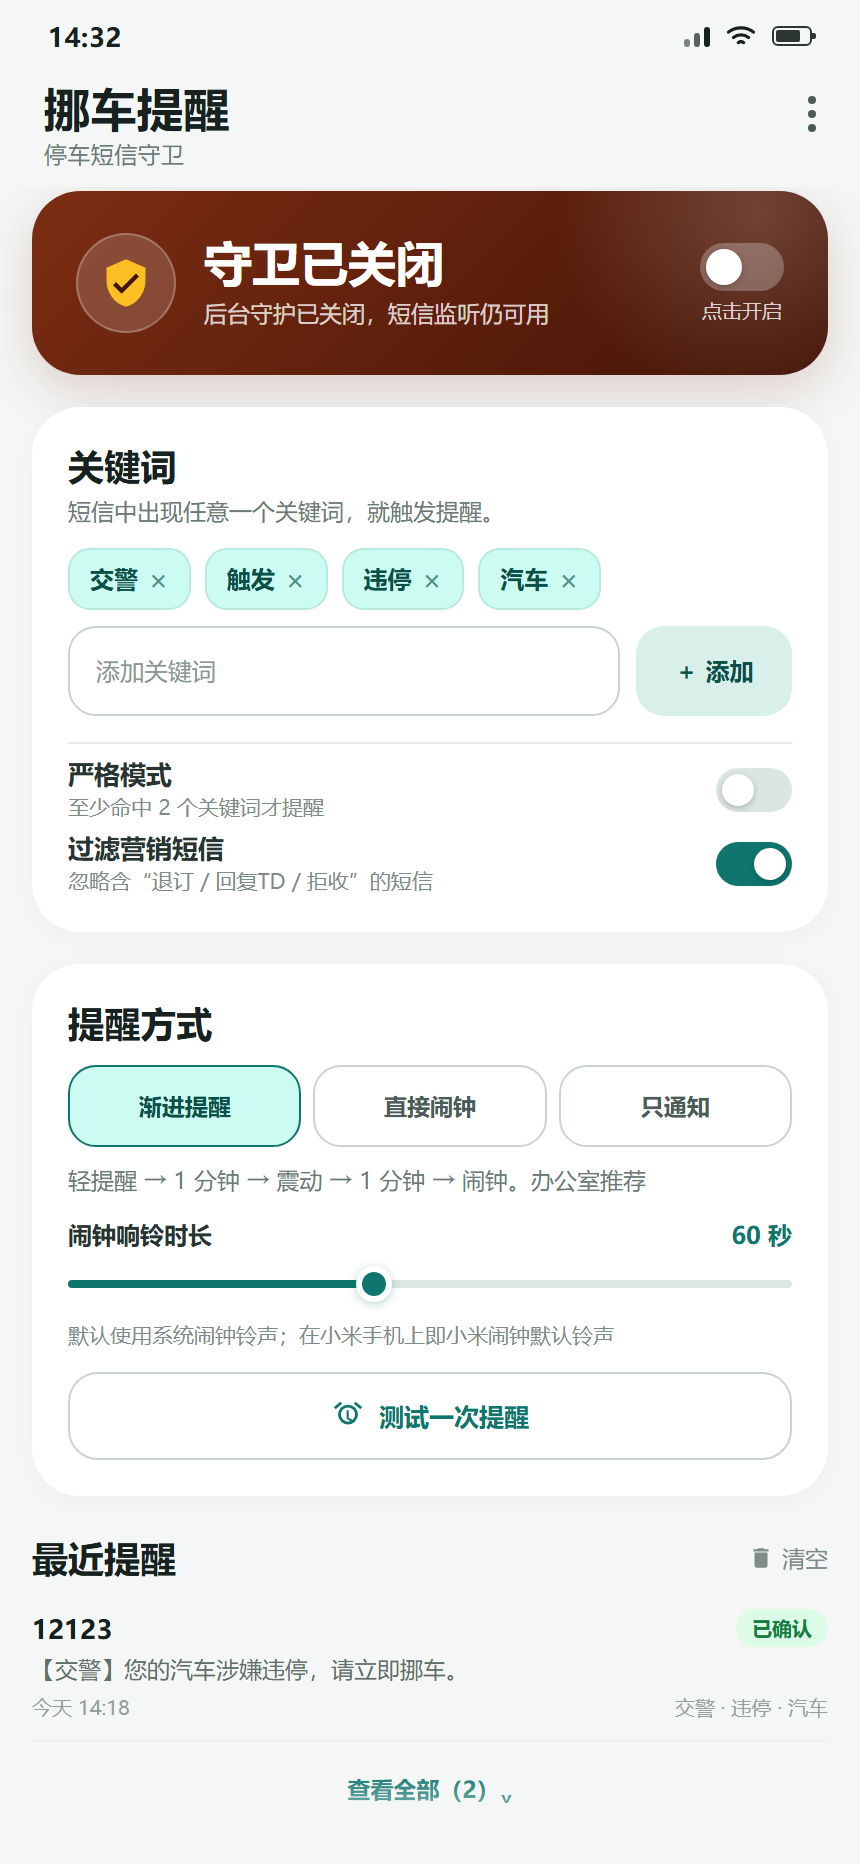 14:32
挪车提醒
停车短信守卫
守卫已关闭
后台守护已关闭，短信监听仍可用
点击开启
关键词
短信中出现任意一个关键词，就触发提醒。
交警 × 触发 × 违停 × 汽车 ×
添加关键词
+ 添加
严格模式
至少命中 2 个关键词才提醒
过滤营销短信
忽略含“退订 / 回复TD / 拒收”的短信
提醒方式
渐进提醒 直接闹钟 只通知
轻提醒 → 1 分钟 → 震动 → 1 分钟 → 闹钟。办公室推荐
闹钟响铃时长 60 秒
默认使用系统闹钟铃声；在小米手机上即小米闹钟默认铃声
测试一次提醒
最近提醒 清空
12123 已确认
【交警】您的汽车涉嫌违停，请立即挪车。
今天 14:18 交警 · 违停 · 汽车
查看全部（2）